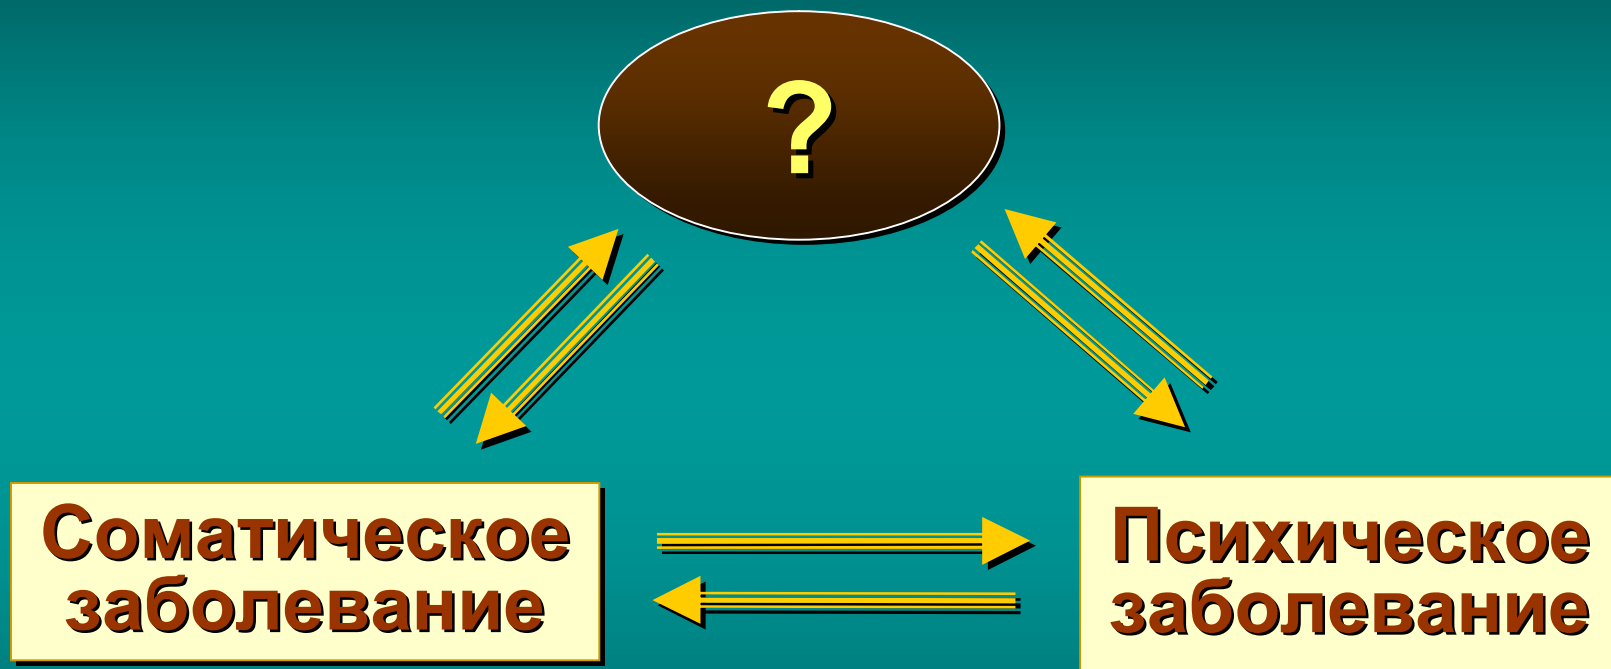 ?
Соматическое
заболевание
Психическое
заболевание